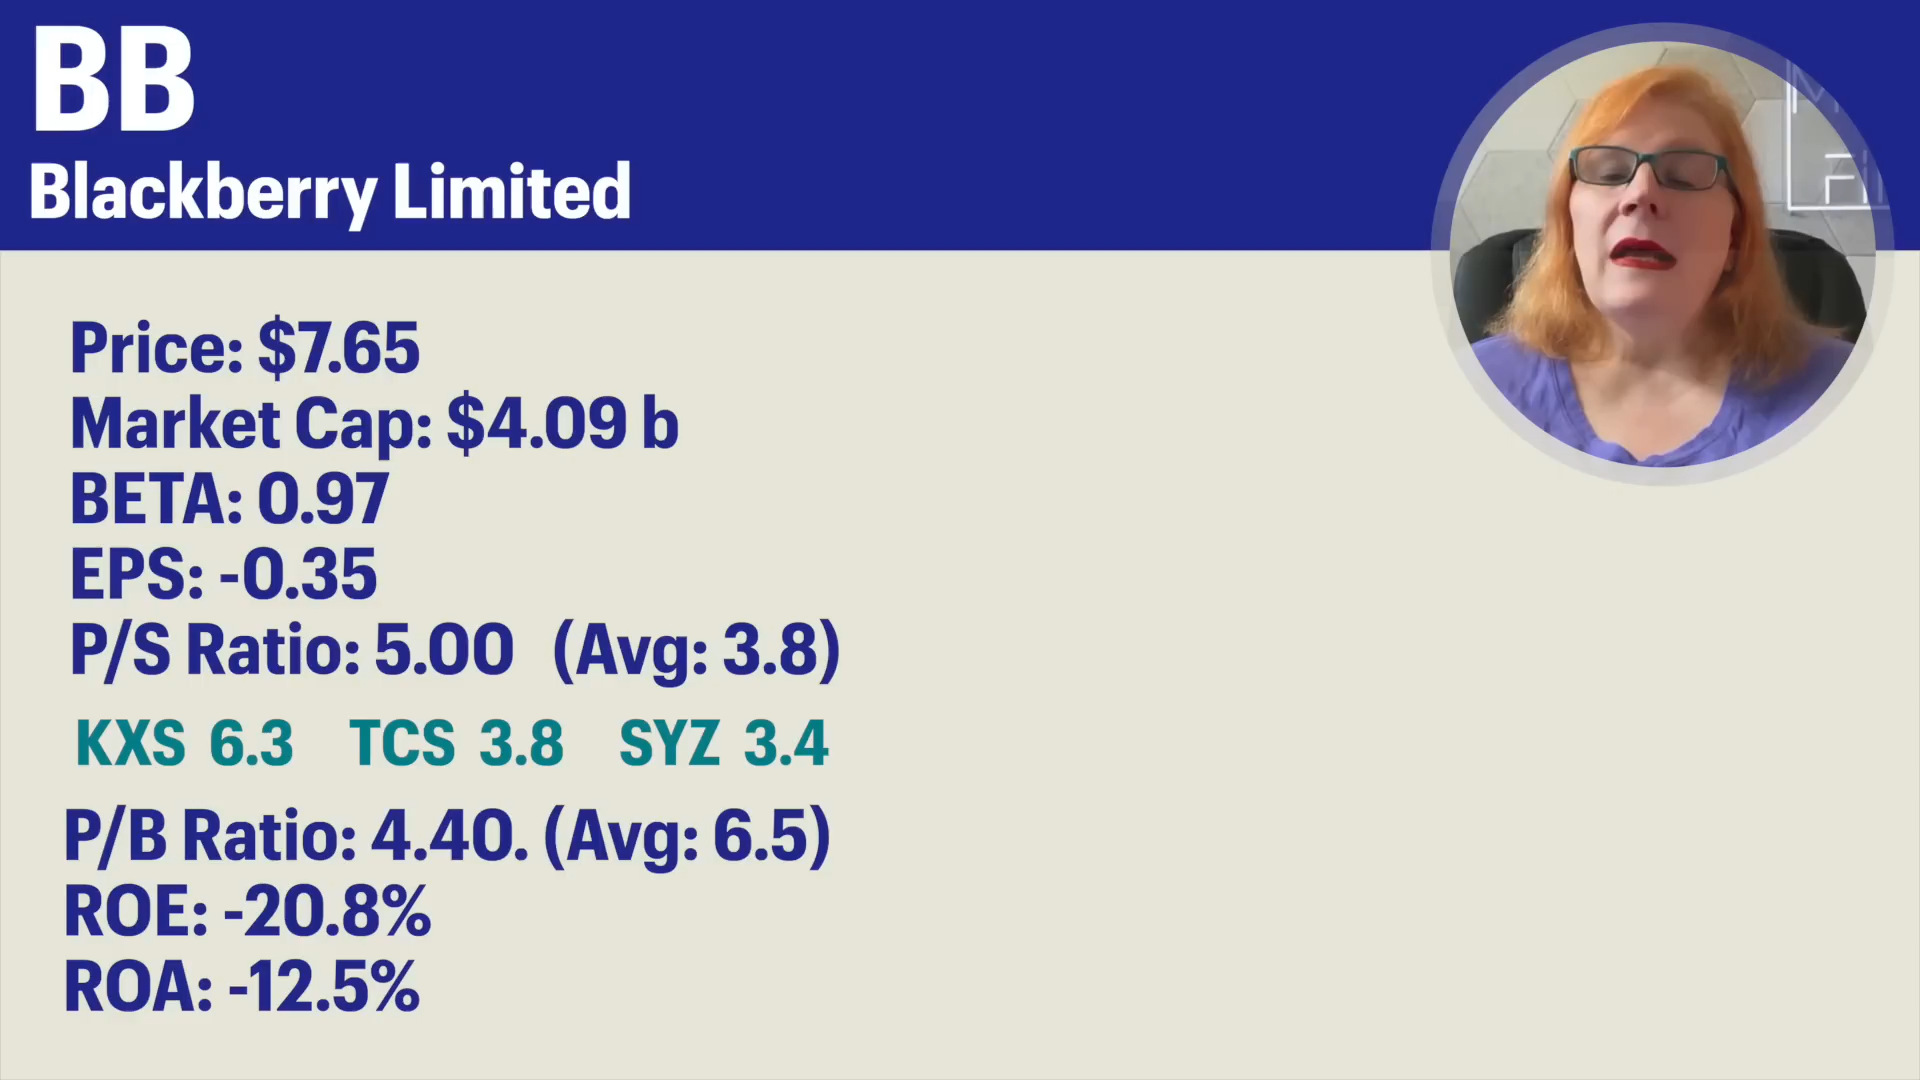 BB
Blackberry Limited
Price: $7.65
Market Cap: $4.09 b
BETA: 0.97
EPS: -0.35
P/S Ratio: 5.00 (Avg: 3.8)
KXS 6.3 TCS 3.8 SYZ 3.4
P/B Ratio: 4.40. (Avg: 6.5)
ROE: -20.8%
ROA: -12.5%